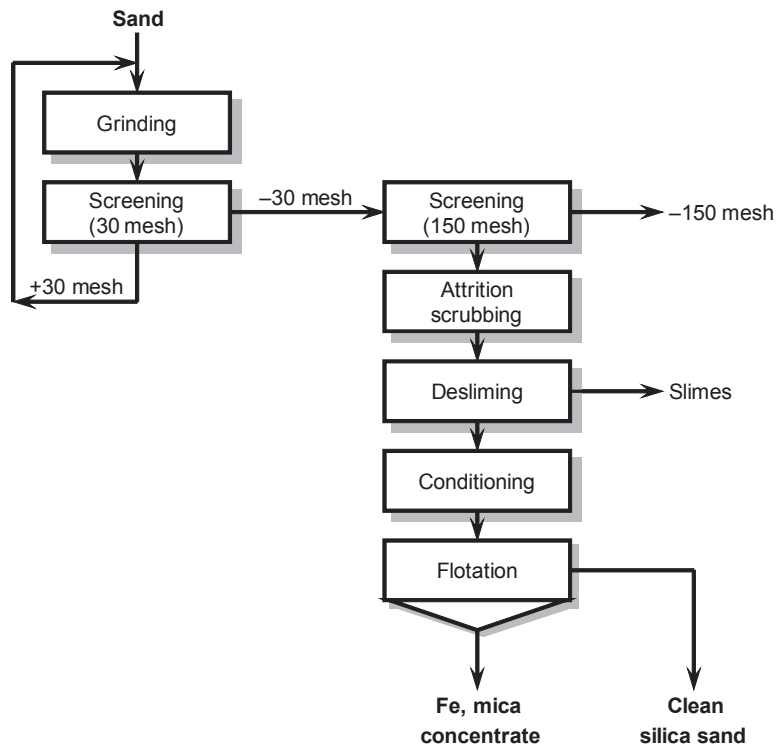 Sand
Grinding
Screening
(30 mesh)
–30 mesh
Screening
(150 mesh)
–150 mesh
+30 mesh
Attrition
scrubbing
Desliming
Slimes
Conditioning
Flotation
Fe, mica
concentrate
Clean
silica sand